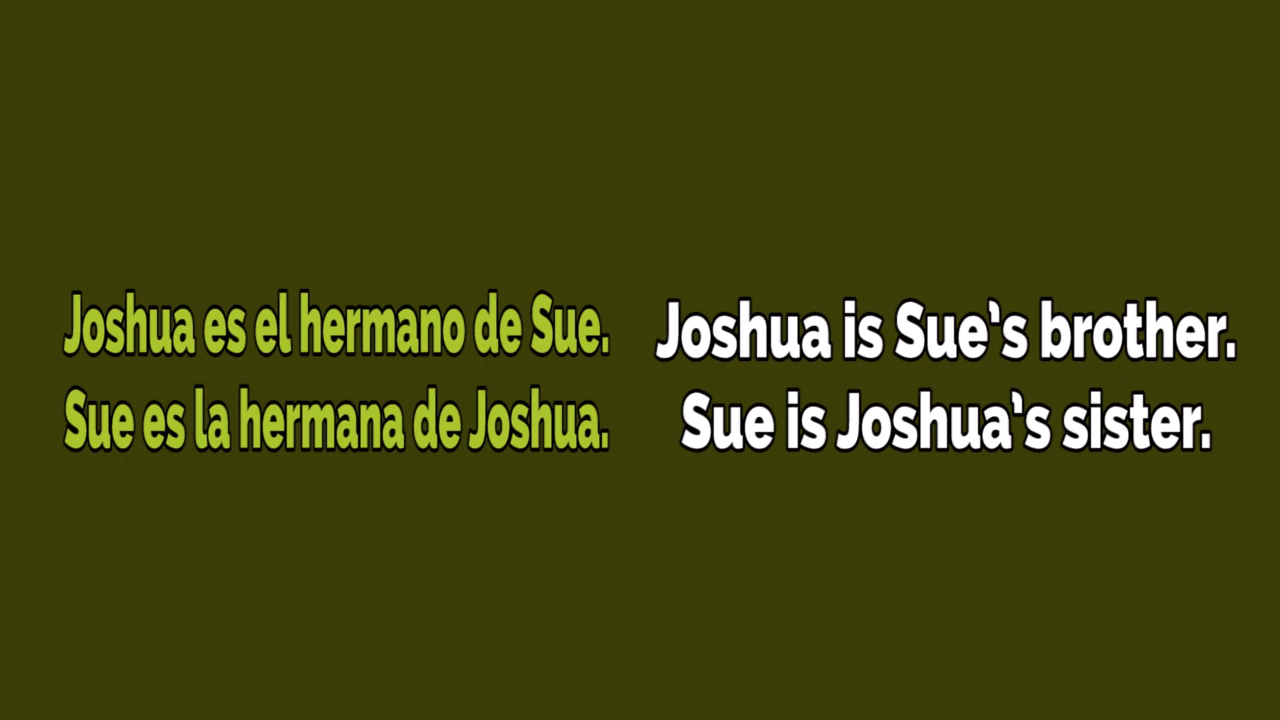 Joshua es el hermano de Sue.
Sue es la hermana de Joshua.
Joshua is Sue's brother.
Sue is Joshua's sister.